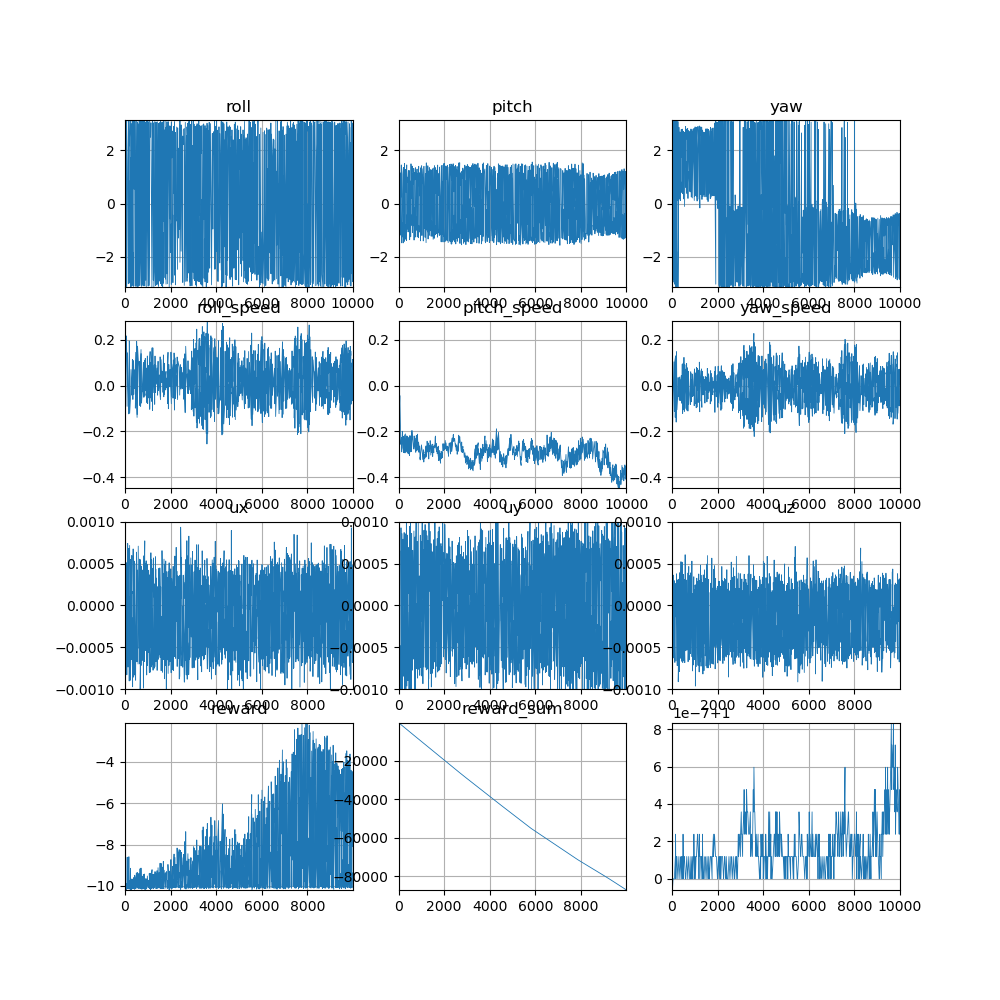 roll pitch yaw
2 2 2
0 0 0
−2 −2 −2
0 2000 4000 6000 8000 10000 0 2000 4000 6000 8000 10000 0 2000 4000 6000 8000 10000
roll_speed pitch_speed yaw_speed
0.2 0.2 0.2
0.0 0.0 0.0
−0.2 −0.2 −0.2
−0.4 −0.4 −0.4
0 2000 4000 6000 8000 10000 0 2000 4000 6000 8000 10000 0 2000 4000 6000 8000 10000
ux uy uz
0.0010 0.0010 0.0010
0.0005 0.0005 0.0005
0.0000 0.0000 0.0000
−0.0005 −0.0005 −0.0005
−0.0010 −0.0010 −0.0010
0 2000 4000 6000 8000 0 2000 4000 6000 8000 0 2000 4000 6000 8000 10000
reward reward_sum 1e−7+1
−4 −20000 8
−6 −40000 6
−8 −60000 4
−10 −80000 2
0
0 2000 4000 6000 8000 0 2000 4000 6000 8000 0 2000 4000 6000 8000 10000